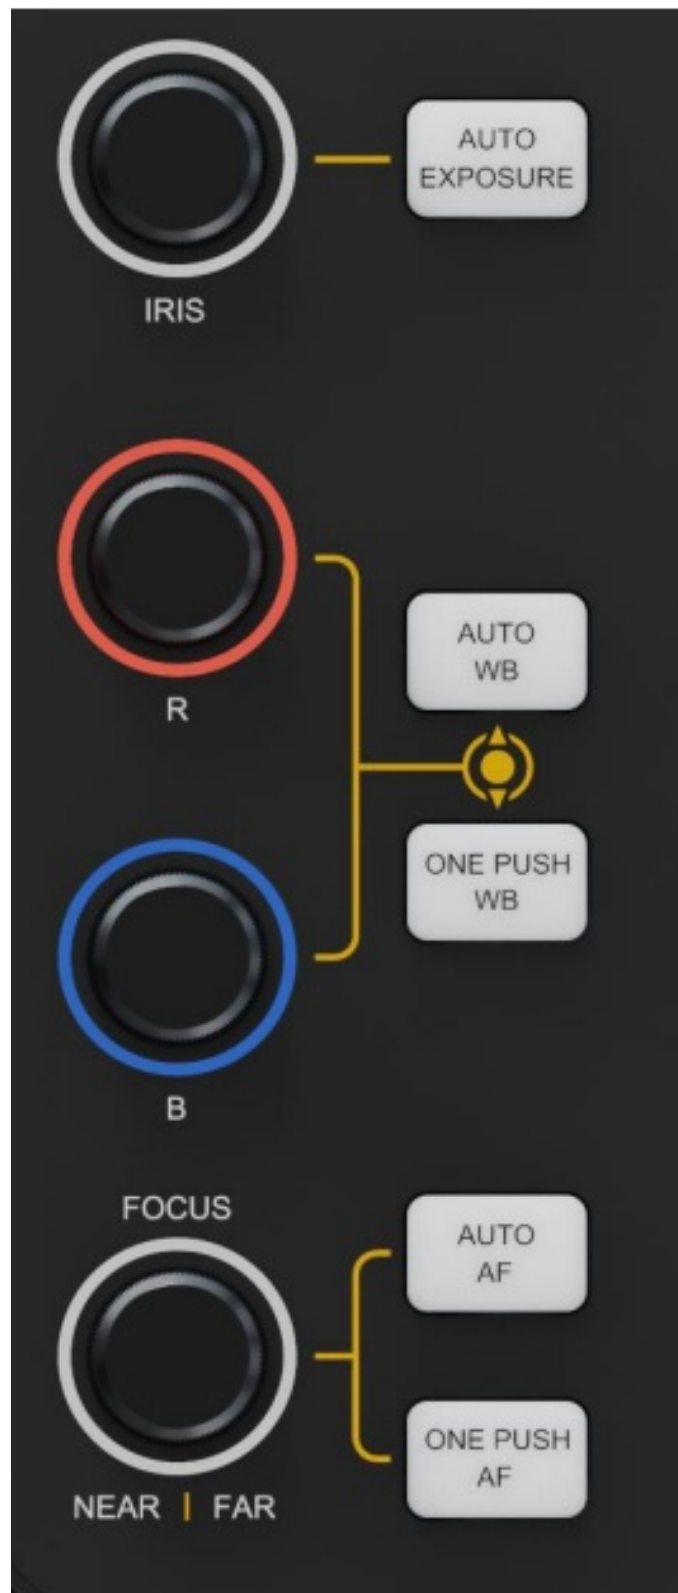 AUTO
EXPOSURE
IRIS
R
AUTO
WB
ONE PUSH
WB
B
FOCUS
AUTO
AF
ONE PUSH
AF
NEAR | FAR